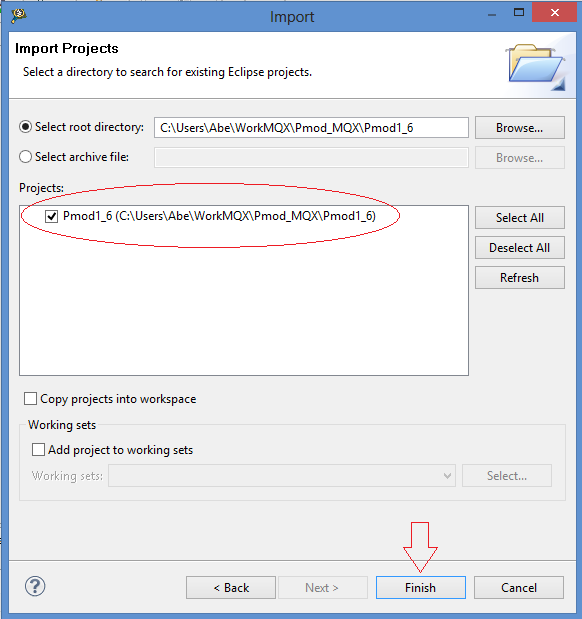 Import
Import Projects
Select a directory to search for existing Eclipse projects.
Select root directory: C:\Users\Abe\WorkMQX\Pmod_MQX\Pmod1_6 Browse...
Select archive file: Browse...
Projects:
Pmod1_6 (C:\Users\Abe\WorkMQX\Pmod_MQX\Pmod1_6) Select All
Deselect All
Refresh
Copy projects into workspace
Working sets
Add project to working sets
Working sets: Select...
? < Back Next > Finish Cancel